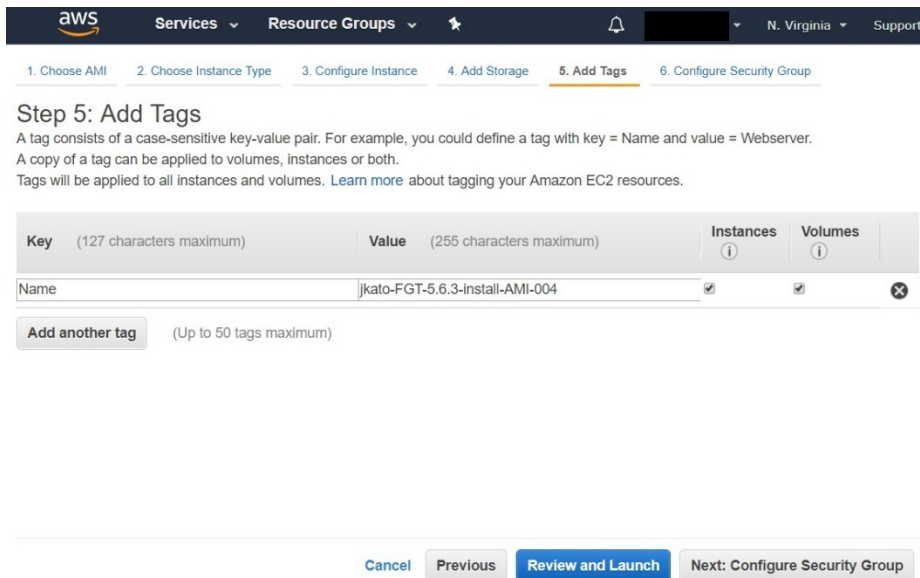 aws Services Resource Groups N. Virginia Support
1. Choose AMI 2. Choose Instance Type 3. Configure Instance 4. Add Storage 5. Add Tags 6. Configure Security Group
Step 5: Add Tags
A tag consists of a case-sensitive key-value pair. For example, you could define a tag with key = Name and value = Webserver.
A copy of a tag can be applied to volumes, instances or both.
Tags will be applied to all instances and volumes. Learn more about tagging your Amazon EC2 resources.
Key (127 characters maximum) Value (255 characters maximum) Instances Volumes
Name jkato-FGT-5.6.3-install-AMI-004
Add another tag (Up to 50 tags maximum)
Cancel Previous Review and Launch Next: Configure Security Group